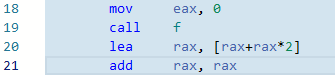 18 mov eax, 0
19 call f
20 lea rax, [rax+rax*2]
21 add rax, rax